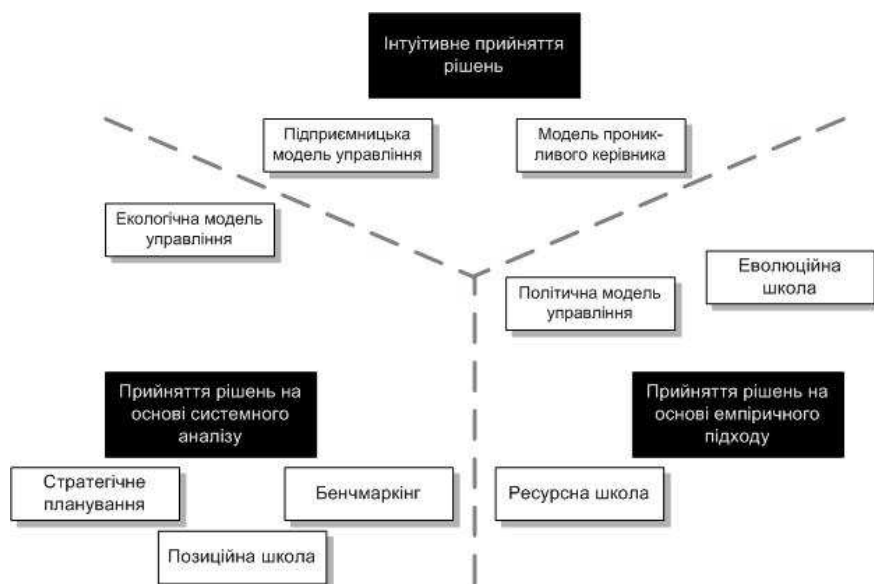 Інтуітивне прийняття
рішень
Підприємницька
модель управління
Модель проник-
ливого керівника
Екологічна модель
управління
Еволюційна
школа
Політична модель
управління
Прийняття рішень на
основі системного
аналізу
Прийняття рішень на
основі емпіричного
підходу
Стратегічне
планування
Бенчмаркінг
Ресурсна школа
Позиційна школа